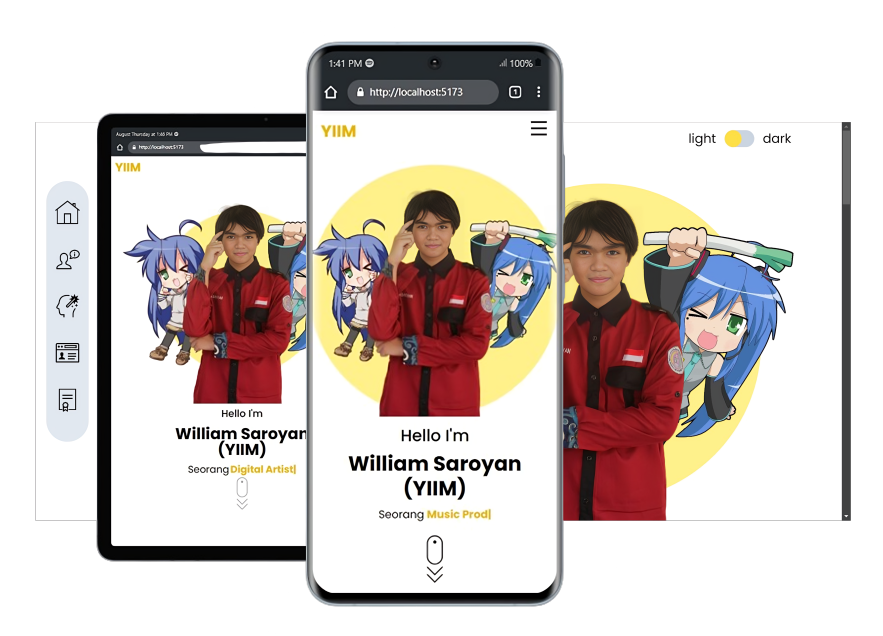 August Thursday at 1:46 PM
http://localhost:5173
YIIM
Hello I'm
William Saroyan
(YIIM)
Seorang Digital Artist|
1:41 PM
100%
http://localhost:5173
1
YIIM
Hello I'm
William Saroyan
(YIIM)
Seorang Music Prod|
light
dark